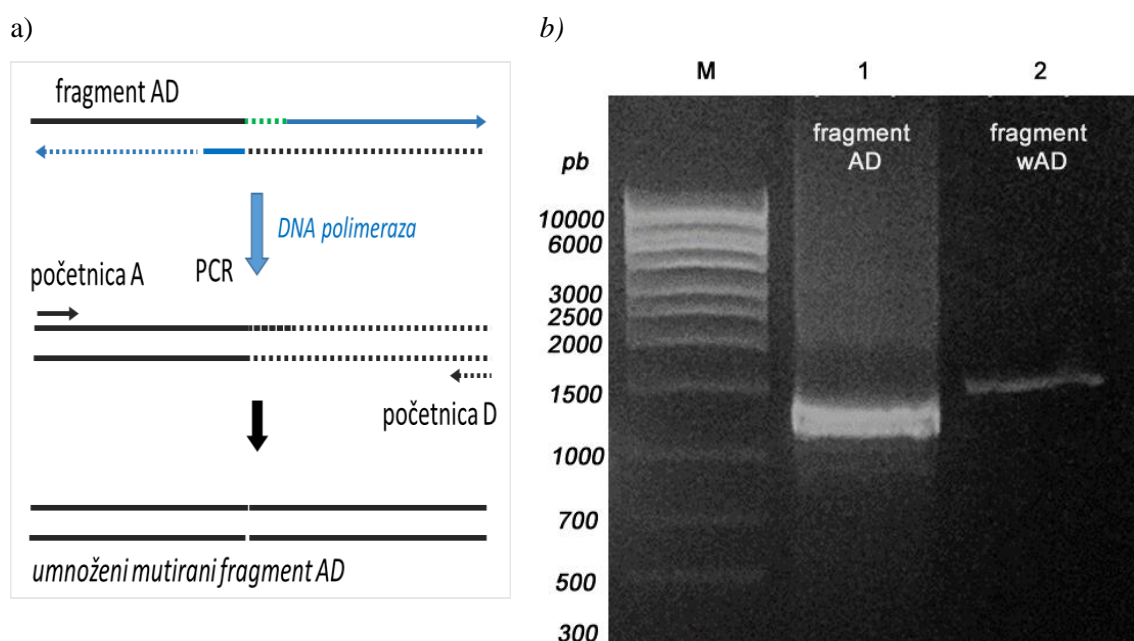 a)
fragment AD
DNA polimeraza
PCR
početnica A
početnica D
umnoženi mutirani fragment AD
b)
M 1 2
fragment
AD
fragment
wAD
pb
10000
6000
3000
2500
2000
1500
1000
700
500
300